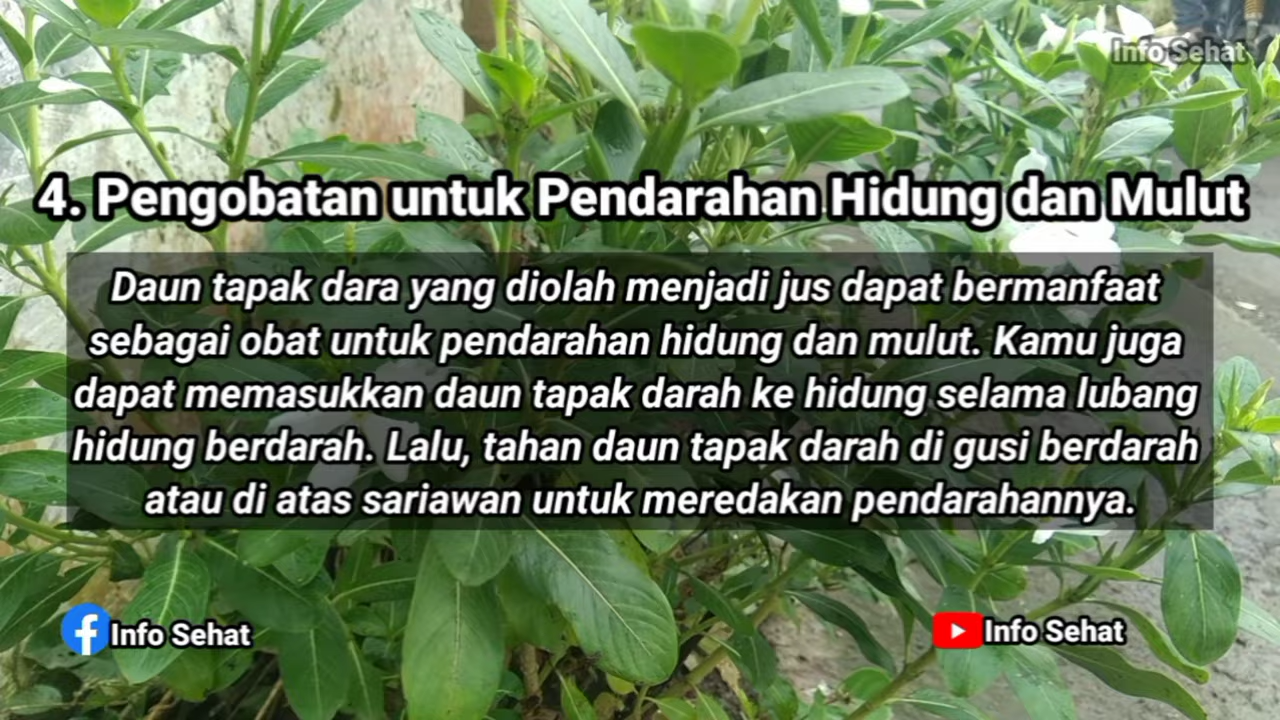 Info Sehat
4. Pengobatan untuk Pendarahan Hidung dan Mulut
Daun tapak dara yang diolah menjadi jus dapat bermanfaat
sebagai obat untuk pendarahan hidung dan mulut. Kamu juga
dapat memasukkan daun tapak darah ke hidung selama lubang
hidung berdarah. Lalu, tahan daun tapak darah di gusi berdarah
atau di atas sariawan untuk meredakan pendarahannya.
Info Sehat
Info Sehat